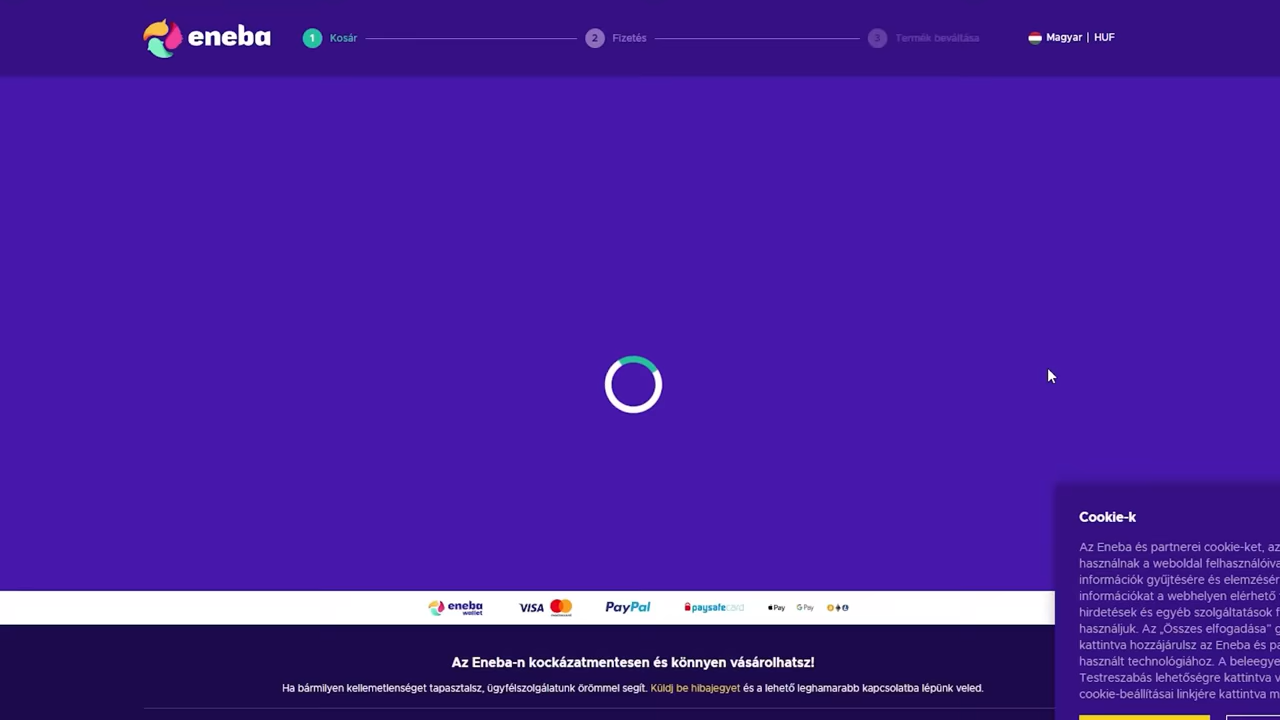 eneba
1 Kosár
2 Fizetés
3 Termék beváltása
Magyar | HUF
eneba wallet
VISA
PayPal
paysafecard
Pay
G Pay
Az Eneba-n kockázatmentesen és könnyen vásárolhatsz!
Ha bármilyen kellemetlenséget tapasztalsz, ügyfélszolgálatunk örömmel segít. Küldj be hibajegyet és a lehető leghamarabb kapcsolatba lépünk veled.
Cookie-k
Az Eneba és partnerei cookie-ket, az
használnak a weboldal felhasználóiva
információk gyűjtésére és elemzésér
információkat a webhelyen elérhető
hirdetések és egyéb szolgáltatások f
használjuk. Az „Összes elfogadása” g
kattintva hozzájárulsz az Eneba és pa
használt technológiához. A beleegye
Testreszabás lehetőségre kattintva v
cookie-beállításai linkjére kattintva m